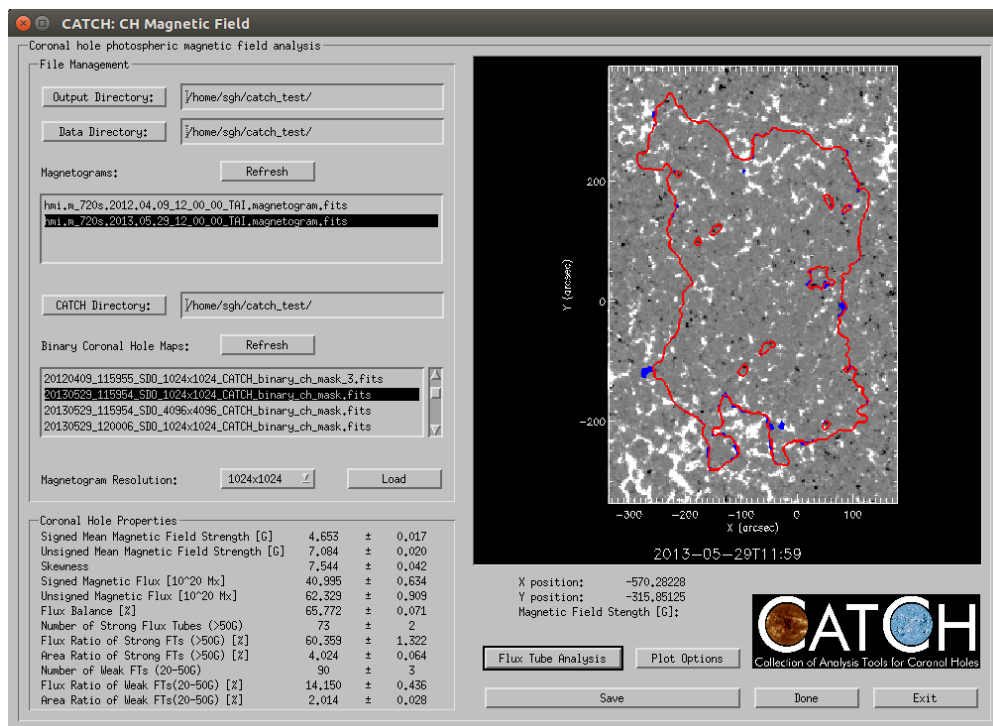 CATCH: CH Magnetic Field
Coronal hole photospheric magnetic field analysis
File Management
Output Directory: /home/sgh/catch_test/
Data Directory: /home/sgh/catch_test/
Magnetograms: Refresh
hmi.m_720s.2012.04.09_12_00_00_TAI.magnetogram.fits
hmi.m_720s.2013.05.29_12_00_00_TAI.magnetogram.fits
CATCH Directory: /home/sgh/catch_test/
Binary Coronal Hole Maps: Refresh
20120409_115955_SDO_1024x1024_CATCH_binary_ch_mask_3.fits
20130529_115954_SDO_1024x1024_CATCH_binary_ch_mask.fits
20130529_115954_SDO_4096x4096_CATCH_binary_ch_mask.fits
20130529_120006_SDO_1024x1024_CATCH_binary_ch_mask.fits
Magnetogram Resolution: 1024x1024 Load
Coronal Hole Properties
Signed Mean Magnetic Field Strength [G] 4.653 ± 0.017
Unsigned Mean Magnetic Field Strength [G] 7.084 ± 0.020
Skewness 7.544 ± 0.042
Signed Magnetic Flux [10^20 Mx] 40.995 ± 0.634
Unsigned Magnetic Flux [10^20 Mx] 62.329 ± 0.909
Flux Balance [%] 65.772 ± 0.071
Number of Strong Flux Tubes (>50G) 73 ± 2
Flux Ratio of Strong FTs (>50G) [%] 60.359 ± 1.322
Area Ratio of Strong FTs (>50G) [%] 4.024 ± 0.064
Number of Weak FTs (20-50G) 90 ± 3
Flux Ratio of Weak FTs(20-50G) [%] 14.150 ± 0.436
Area Ratio of Weak FTs(20-50G) [%] 2.014 ± 0.028
Y (arcsec)
200
0
-200
-300 -200 -100 0 100
X (arcsec)
2013-05-29T11:59
X position: -570.28228
Y position: -315.85125
Magnetic Field Stength [G]:
CATCH
Collection of Analysis Tools for Coronal Holes
Flux Tube Analysis Plot Options
Save Done Exit